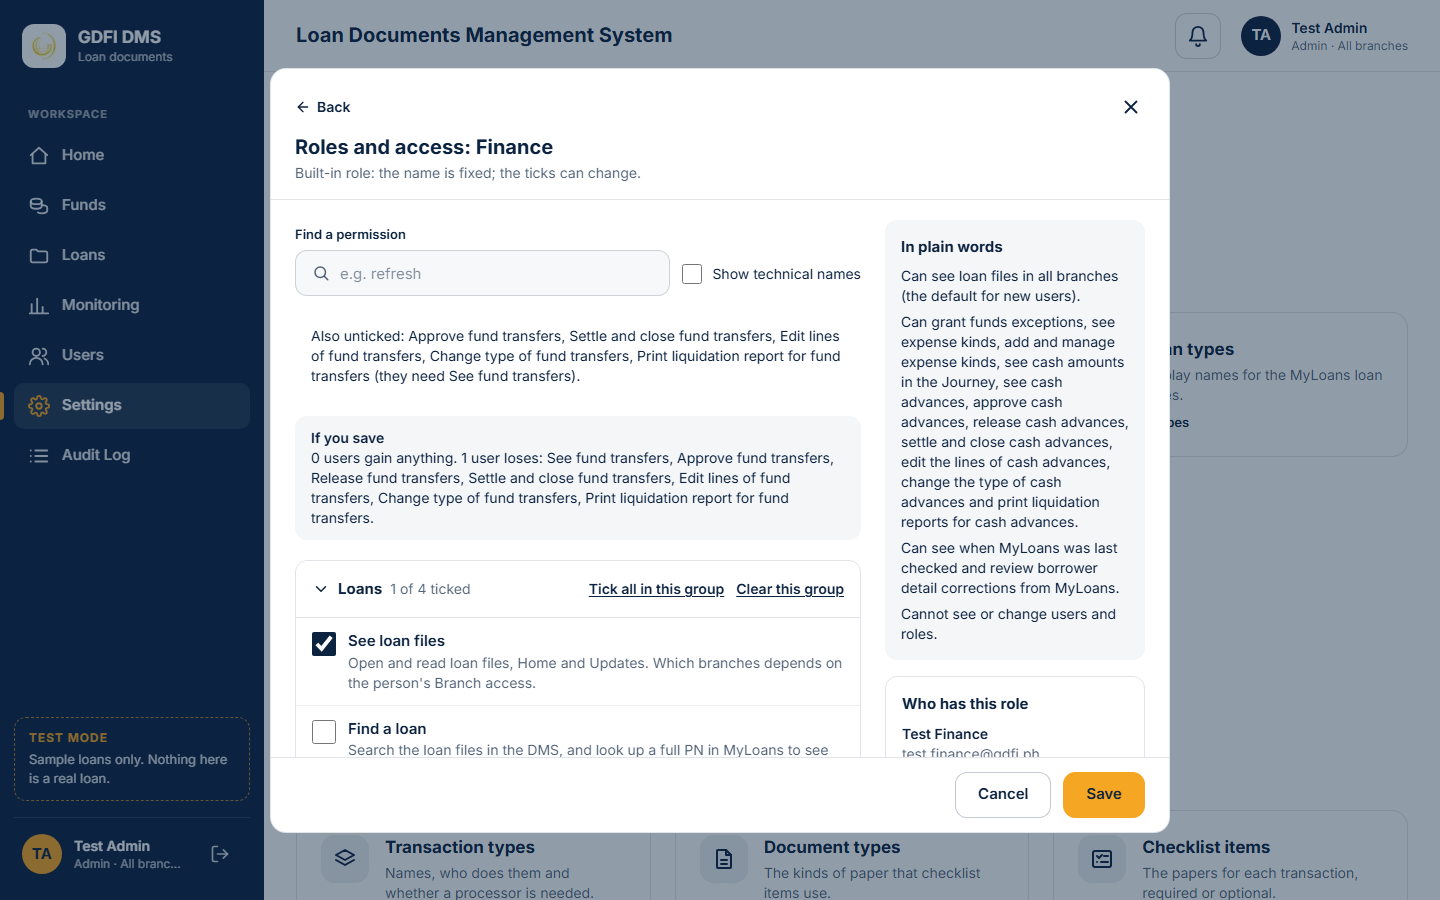 GDFI DMS
Loan documents
WORKSPACE
Home
Funds
Loans
Monitoring
Users
Settings
Audit Log
TEST MODE
Sample loans only. Nothing here
is a real loan.
TA
Test Admin
Admin · All branc...
Loan Documents Management System
TA
Test Admin
Admin · All branches
Back
Roles and access: Finance
Built-in role: the name is fixed; the ticks can change.
Find a permission
e.g. refresh
Show technical names
Also unticked: Approve fund transfers, Settle and close fund transfers, Edit lines
of fund transfers, Change type of fund transfers, Print liquidation report for fund
transfers (they need See fund transfers).
If you save
0 users gain anything. 1 user loses: See fund transfers, Approve fund transfers,
Release fund transfers, Settle and close fund transfers, Edit lines of fund
transfers, Change type of fund transfers, Print liquidation report for fund
transfers.
Loans 1 of 4 ticked
Tick all in this group
Clear this group
See loan files
Open and read loan files, Home and Updates. Which branches depends on
the person's Branch access.
Find a loan
Search the loan files in the DMS, and look up a full PN in MyLoans to see
In plain words
Can see loan files in all branches
(the default for new users).
Can grant funds exceptions, see
expense kinds, add and manage
expense kinds, see cash amounts
in the Journey, see cash
advances, approve cash
advances, release cash advances,
settle and close cash advances,
edit the lines of cash advances,
change the type of cash
advances and print liquidation
reports for cash advances.
Can see when MyLoans was last
checked and review borrower
detail corrections from MyLoans.
Cannot see or change users and
roles.
Who has this role
Test Finance
test.finance@gdfi.ph
Cancel
Save
n types
lay names for the MyLoans loan
es.
pes
Transaction types
Names, who does them and
whether a processor is needed.
Document types
The kinds of paper that checklist
items use.
Checklist items
The papers for each transaction,
required or optional.